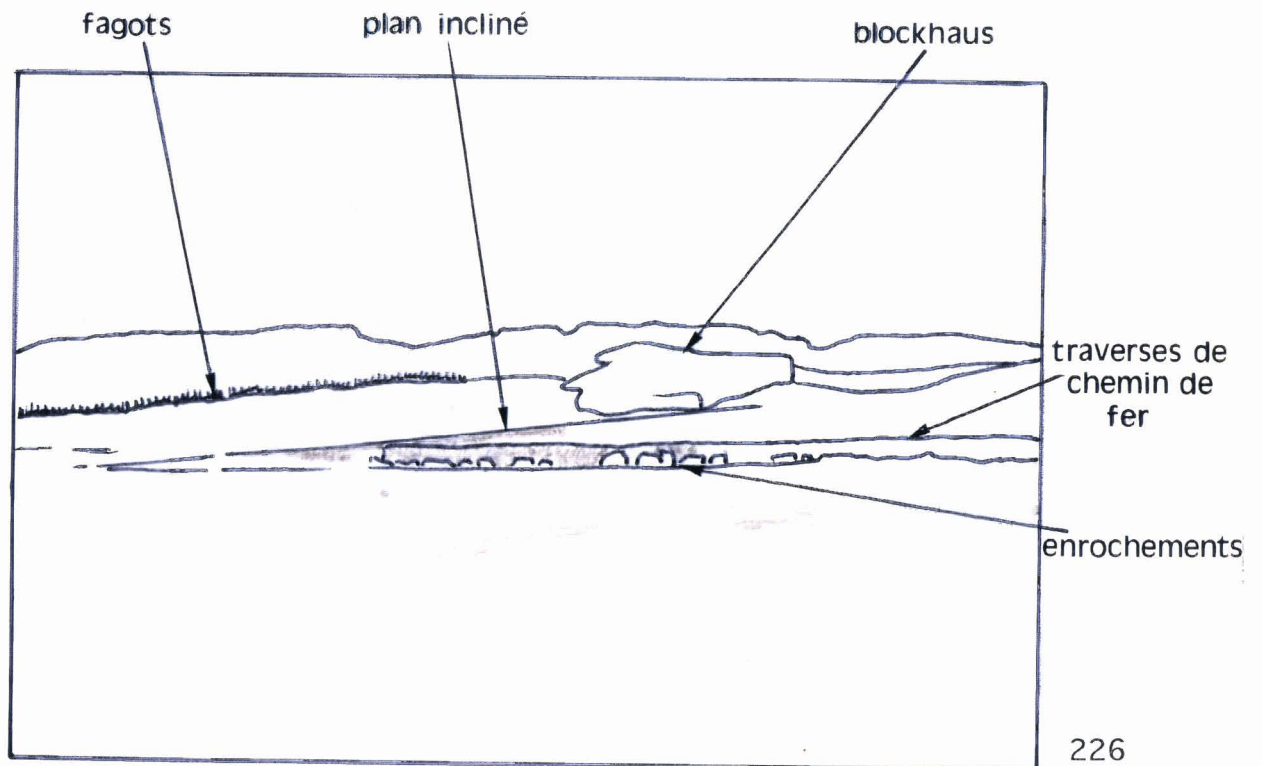 fagots
plan incliné
blockhaus
traverses de
chemin de
fer
enrochements
226